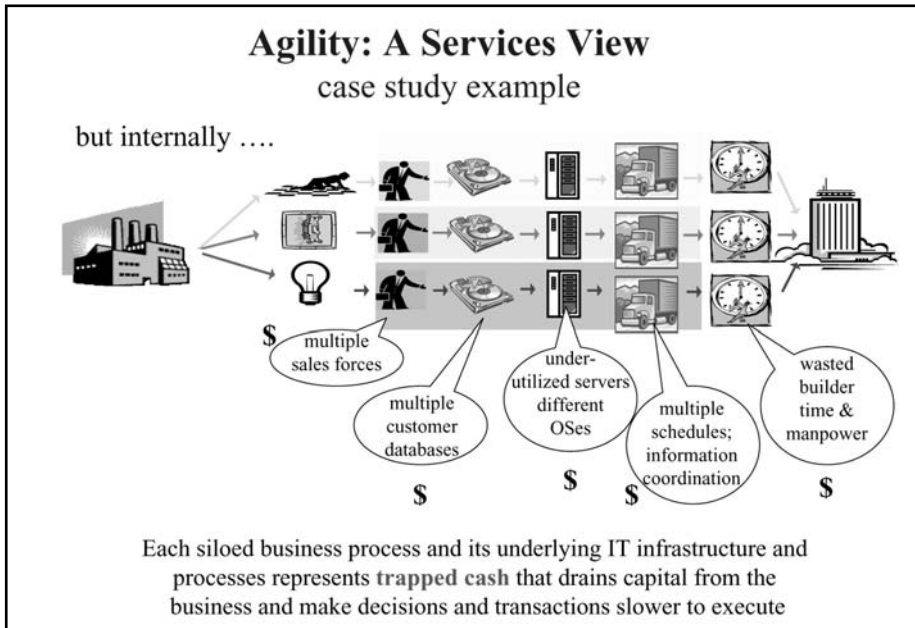 Agility: A Services View
case study example
but internally ….
$
multiple
sales forces
multiple
customer
databases
$
under-
utilized servers
different
OSes
$
multiple
schedules;
information
coordination
$
wasted
builder
time &
manpower
$
Each siloed business process and its underlying IT infrastructure and
processes represents trapped cash that drains capital from the
business and make decisions and transactions slower to execute